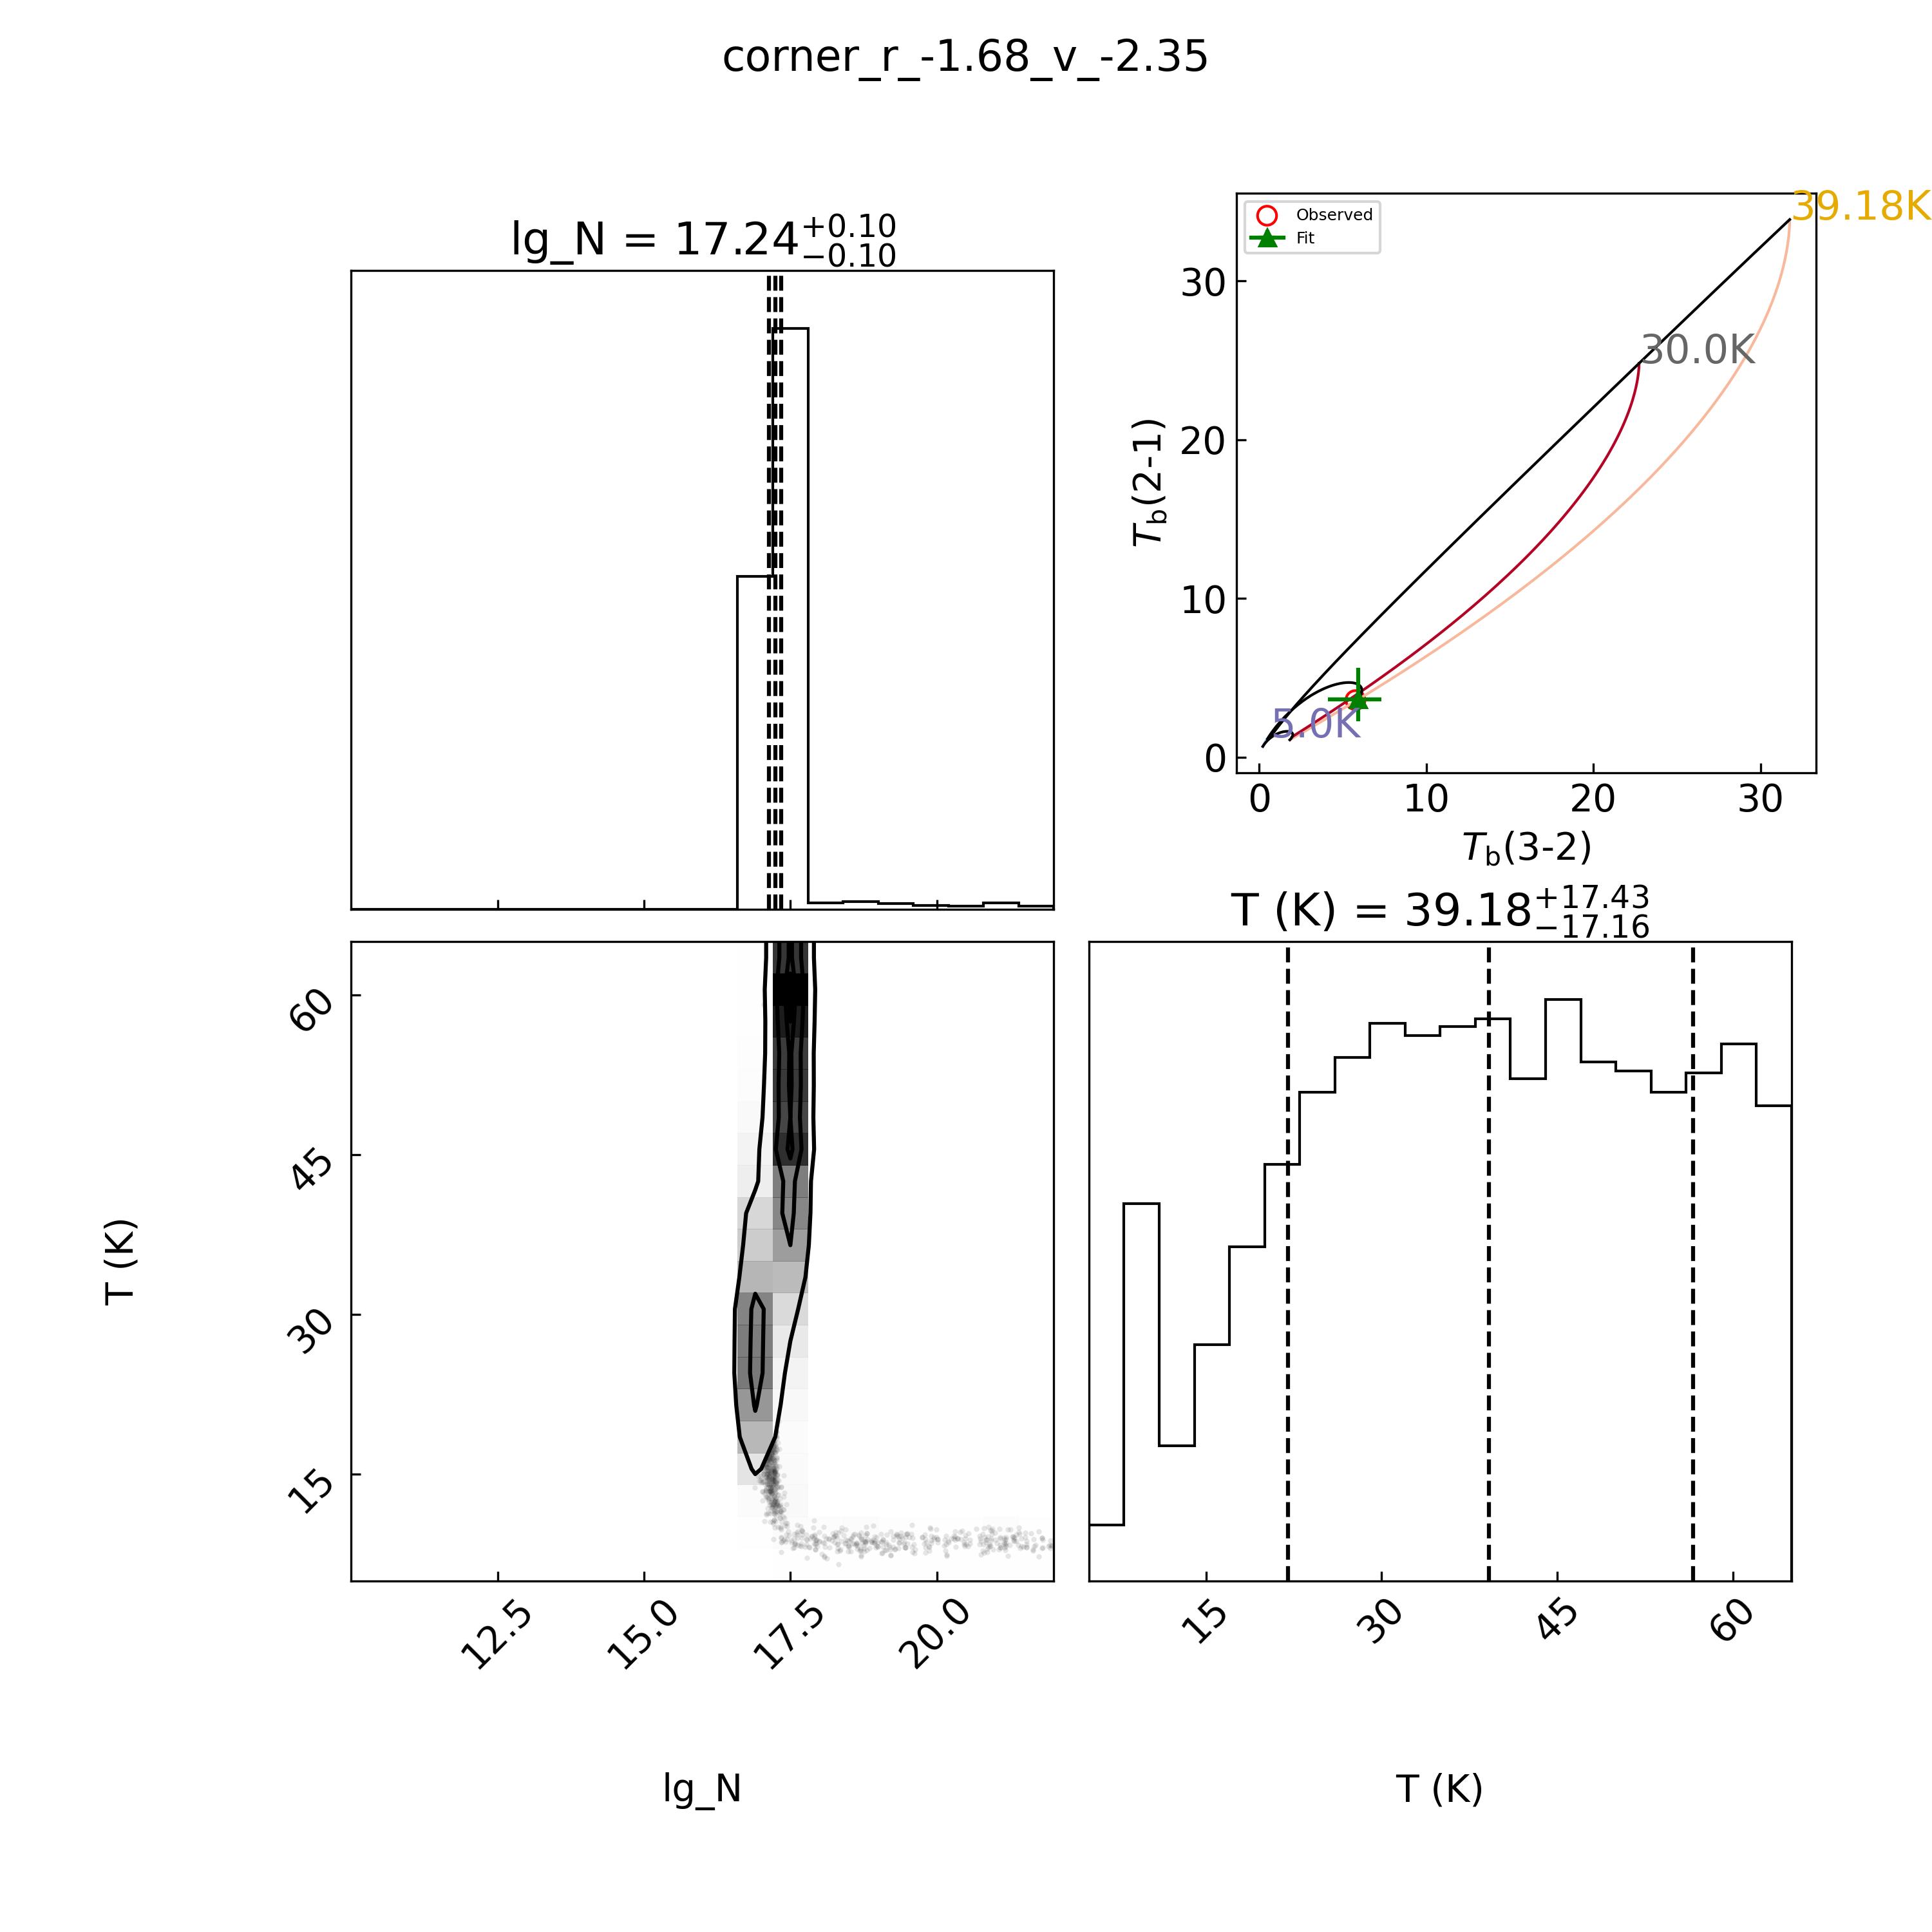 corner_r_-1.68_v_-2.35
lg_N = 17.24+0.10−0.10
Observed
Fit
39.18K
30.0K
5.0K
30
20
10
0
Tb(2-1)
0 10 20 30
Tb(3-2)
T (K) = 39.18+17.43−17.16
60
45
30
15
T (K)
12.5 15.0 17.5 20.0
lg_N
15 30 45 60
T (K)